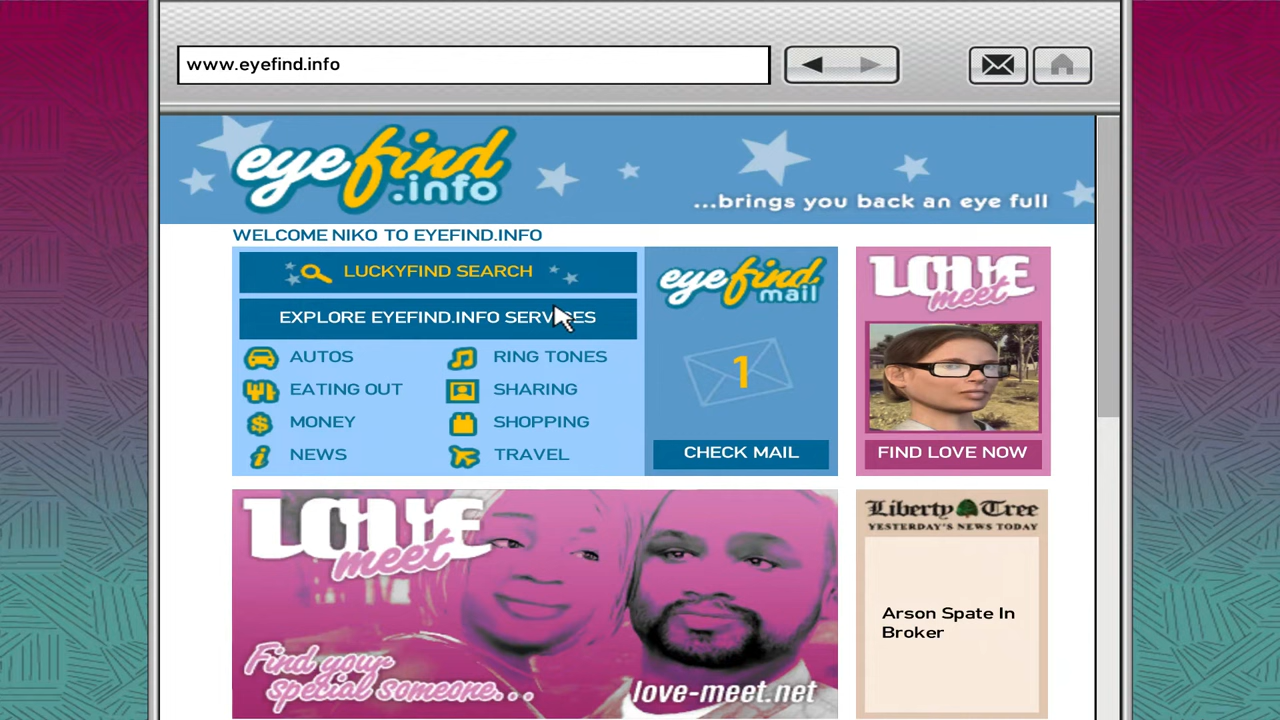 www.eyefind.info
eyefind
.info
...brings you back an eye full
WELCOME NIKO TO EYEFIND.INFO
LUCKYFIND SEARCH
EXPLORE EYEFIND.INFO SERVICES
AUTOS
RING TONES
EATING OUT
SHARING
MONEY
SHOPPING
NEWS
TRAVEL
eyefind
mail
1
CHECK MAIL
LOVE
meet
FIND LOVE NOW
LOVE
meet
Find your
special someone...
love-meet.net
Liberty Tree
YESTERDAY'S NEWS TODAY
Arson Spate In
Broker